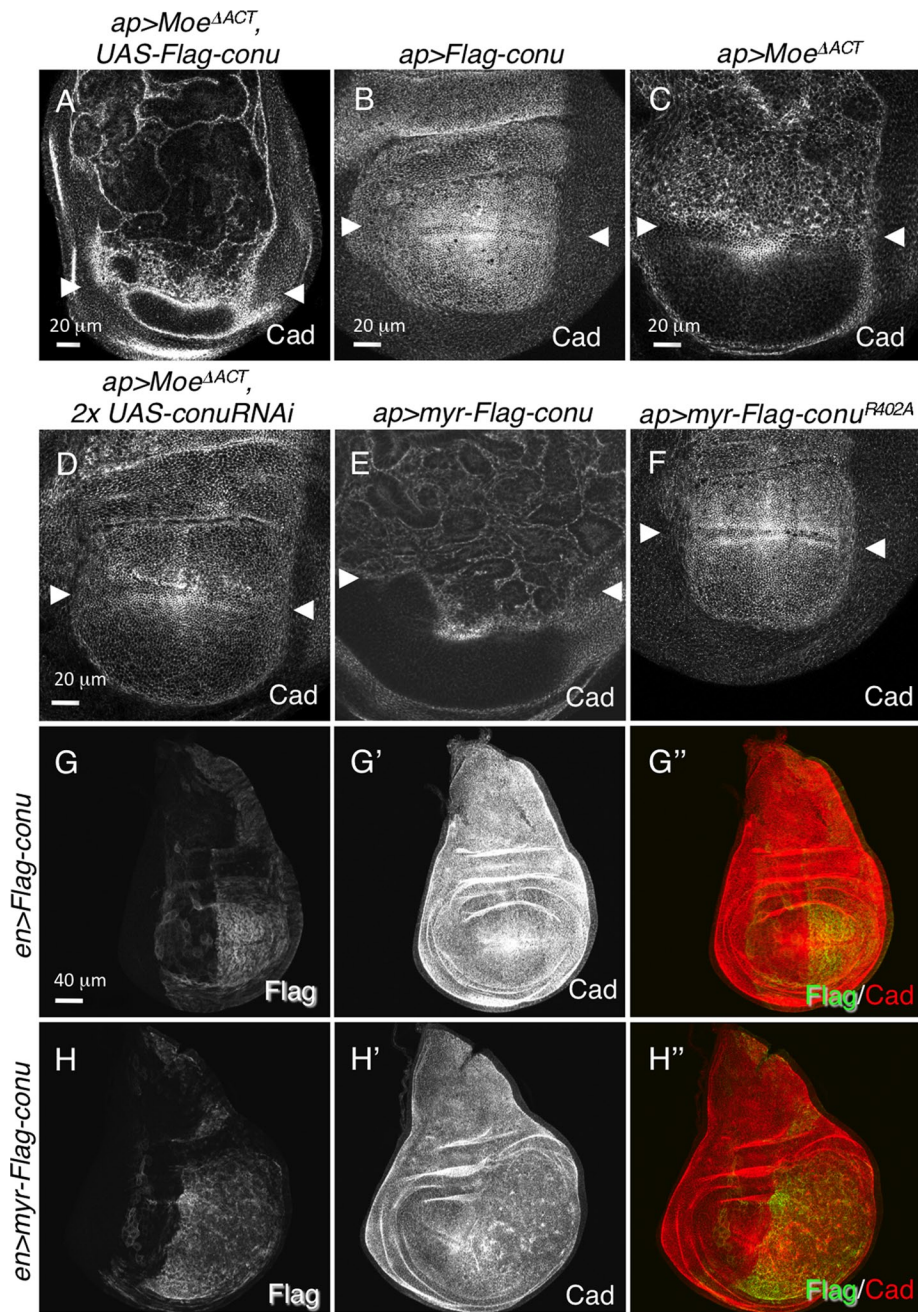 ap>Moe^ΔACT,
UAS-Flag-conu
ap>Flag-conu
ap>Moe^ΔACT
A
20 µm
Cad
B
20 µm
Cad
C
20 µm
Cad
ap>Moe^ΔACT,
2x UAS-conuRNAi
ap>myr-Flag-conu
ap>myr-Flag-conu^R402A
D
20 µm
Cad
E
Cad
F
Cad
en>Flag-conu
G
40 µm
Flag
G'
Cad
G"
Flag/Cad
en>myr-Flag-conu
H
Flag
H'
Cad
H"
Flag/Cad